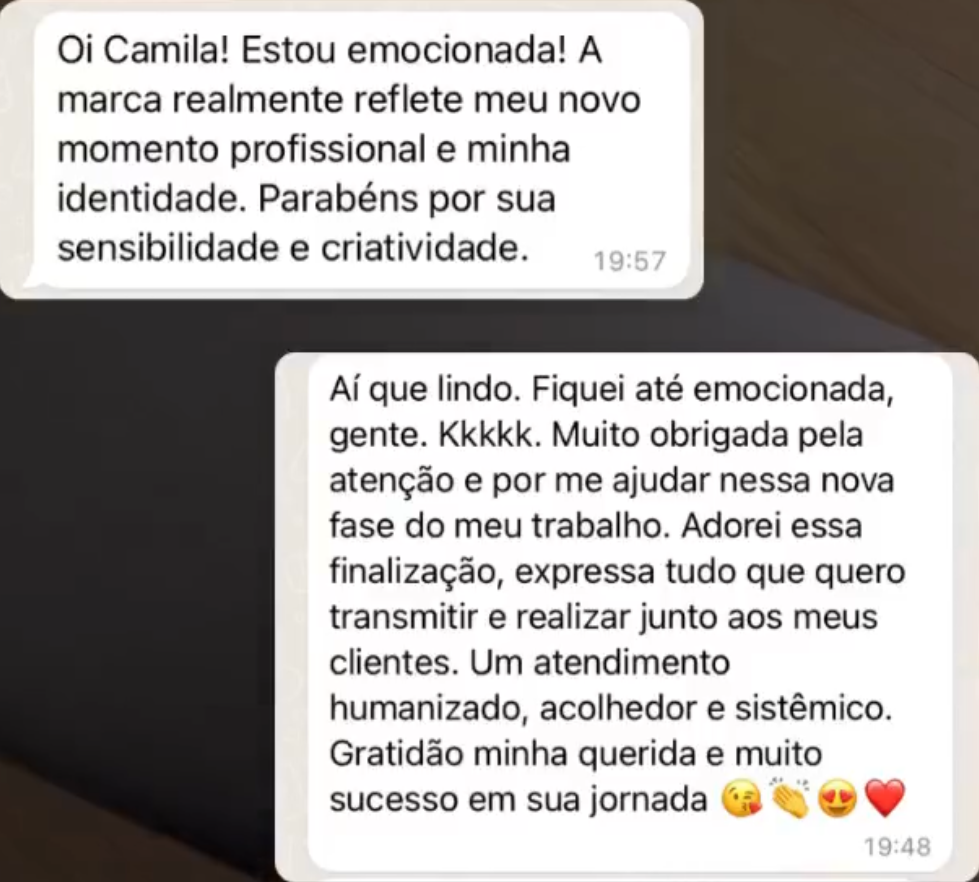 Oi Camila! Estou emocionada! A
marca realmente reflete meu novo
momento profissional e minha
identidade. Parabéns por sua
sensibilidade e criatividade.
19:57
Aí que lindo. Fiquei até emocionada,
gente. Kkkkk. Muito obrigada pela
atenção e por me ajudar nessa nova
fase do meu trabalho. Adorei essa
finalização, expressa tudo que quero
transmitir e realizar junto aos meus
clientes. Um atendimento
humanizado, acolhedor e sistêmico.
Gratidão minha querida e muito
sucesso em sua jornada 😘👏😍❤️
19:48